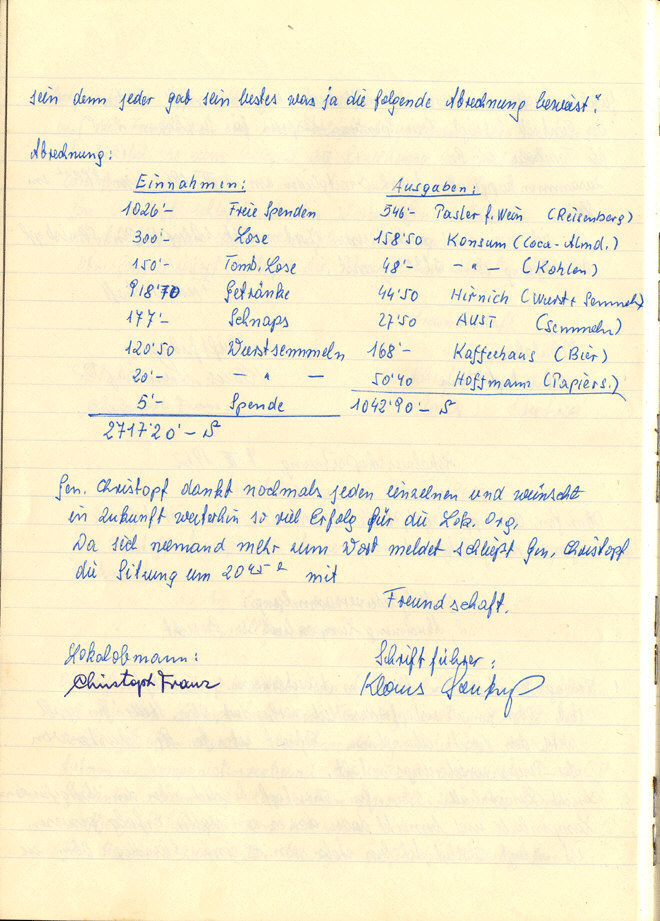 sein denn jeder gab sein bestes was ja die folgende Abrechnung beweist".
Abrechnung:
Einnahmen: Ausgaben:
1026'- Freie Spenden 546'- Pasler f. Wein (Reisenberg)
300'- Lose 158'50 Konsum (Coca-Almd.)
150'- Tomb. Lose 48'- - " - (Kohlen)
918'70 Getränke 44'50 Hirnich (Wurst + Semmeln)
177'- Schnaps 27'50 AUST (Semmeln)
120'50 Wurstsemmeln 168'- Kaffeehaus (Bier)
20'- - " - 50'40 Hoffmann (Papiers.)
5'- Spende 1042'90'- S
2717'20'- S
Gen. Christopf dankt nochmals jeden einzelnen und wünscht
in Zukunft weiterhin so viel Erfolg für die Lok. Org.
Da sich niemand mehr zum Wort meldet schließt Gen. Christopf
die Sitzung um 20 45 h mit
Freundschaft.
Lokalobmann: Schriftführer:
Christoph Franz Klaus